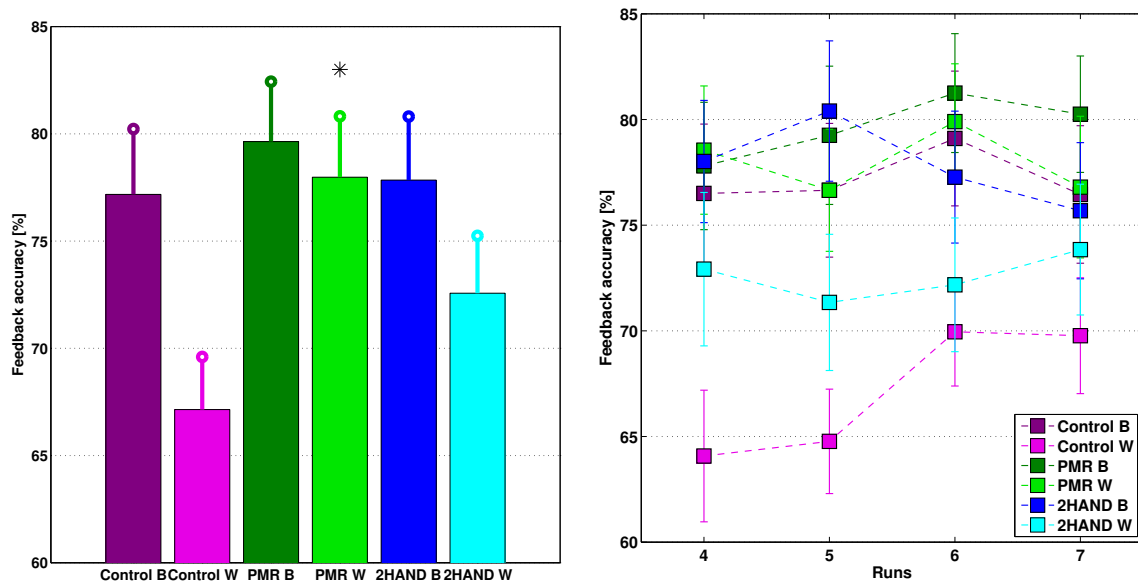 85
80
75
70
65
60
Feedback accuracy [%]
*
Control B Control W PMR B PMR W 2HAND B 2HAND W
85
80
75
70
65
60
Feedback accuracy [%]
4 5 6 7
Runs
Control B
Control W
PMR B
PMR W
2HAND B
2HAND W